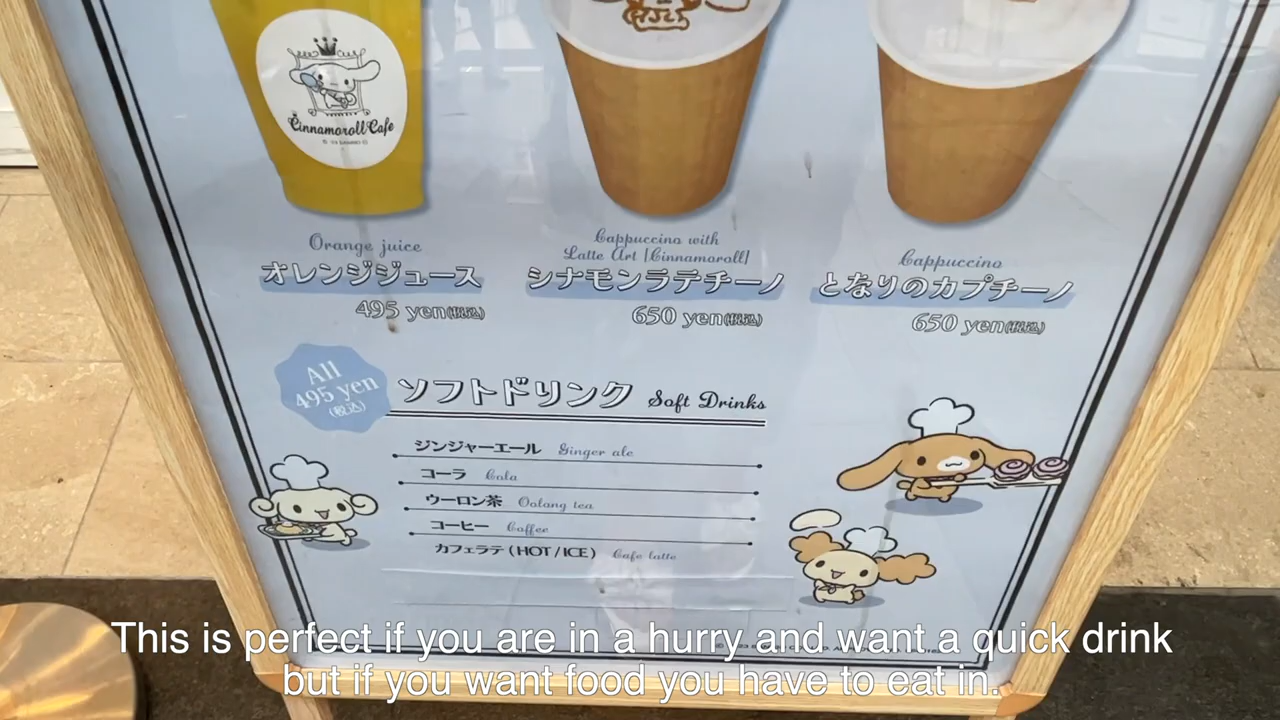 Cinnamoroll Cafe
Orange juice
オレンジジュース
495 yen(税込)
Cappuccino with
Latte Art [Cinnamoroll]
シナモンラテチーノ
650 yen(税込)
Cappuccino
となりのカプチーノ
650 yen(税込)
All
495 yen
(税込)
ソフトドリンク Soft Drinks
ジンジャーエール Ginger ale
コーラ Cola
ウーロン茶 Oolong tea
コーヒー Coffee
カフェラテ (HOT/ICE) Cafe latte
This is perfect if you are in a hurry and want a quick drink
but if you want food you have to eat in.